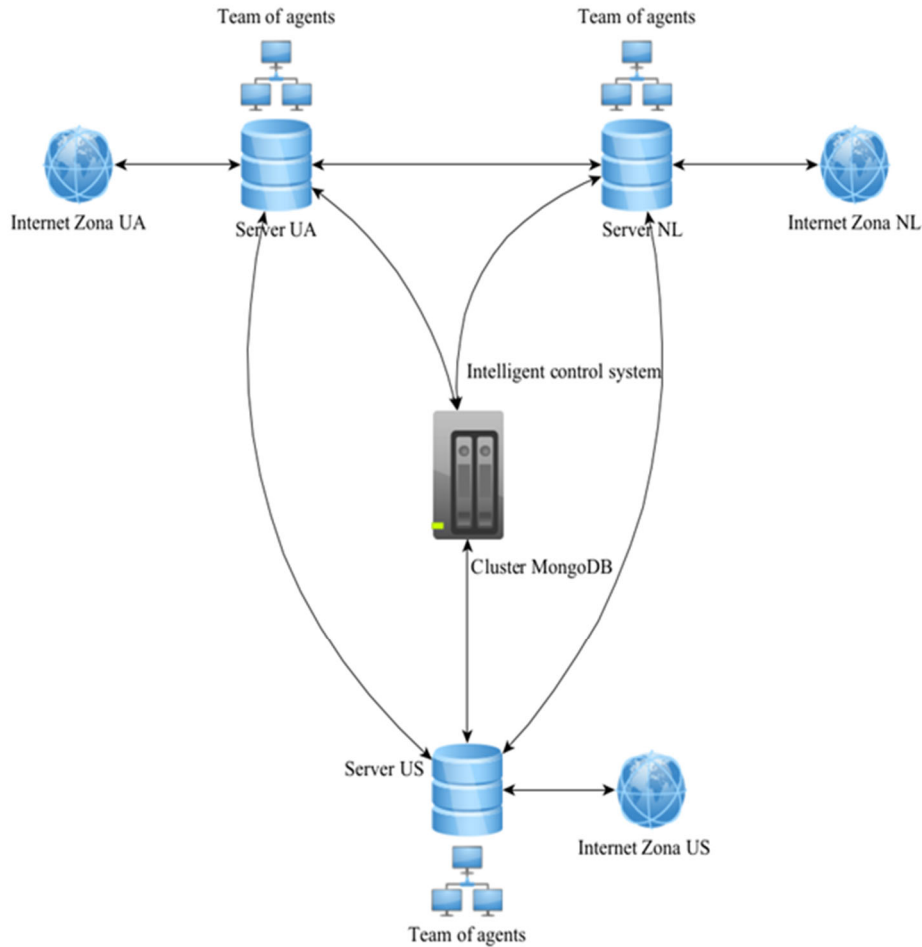 Team of agents
Team of agents
Internet Zona UA
Server UA
Server NL
Internet Zona NL
Intelligent control system
Cluster MongoDB
Server US
Internet Zona US
Team of agents